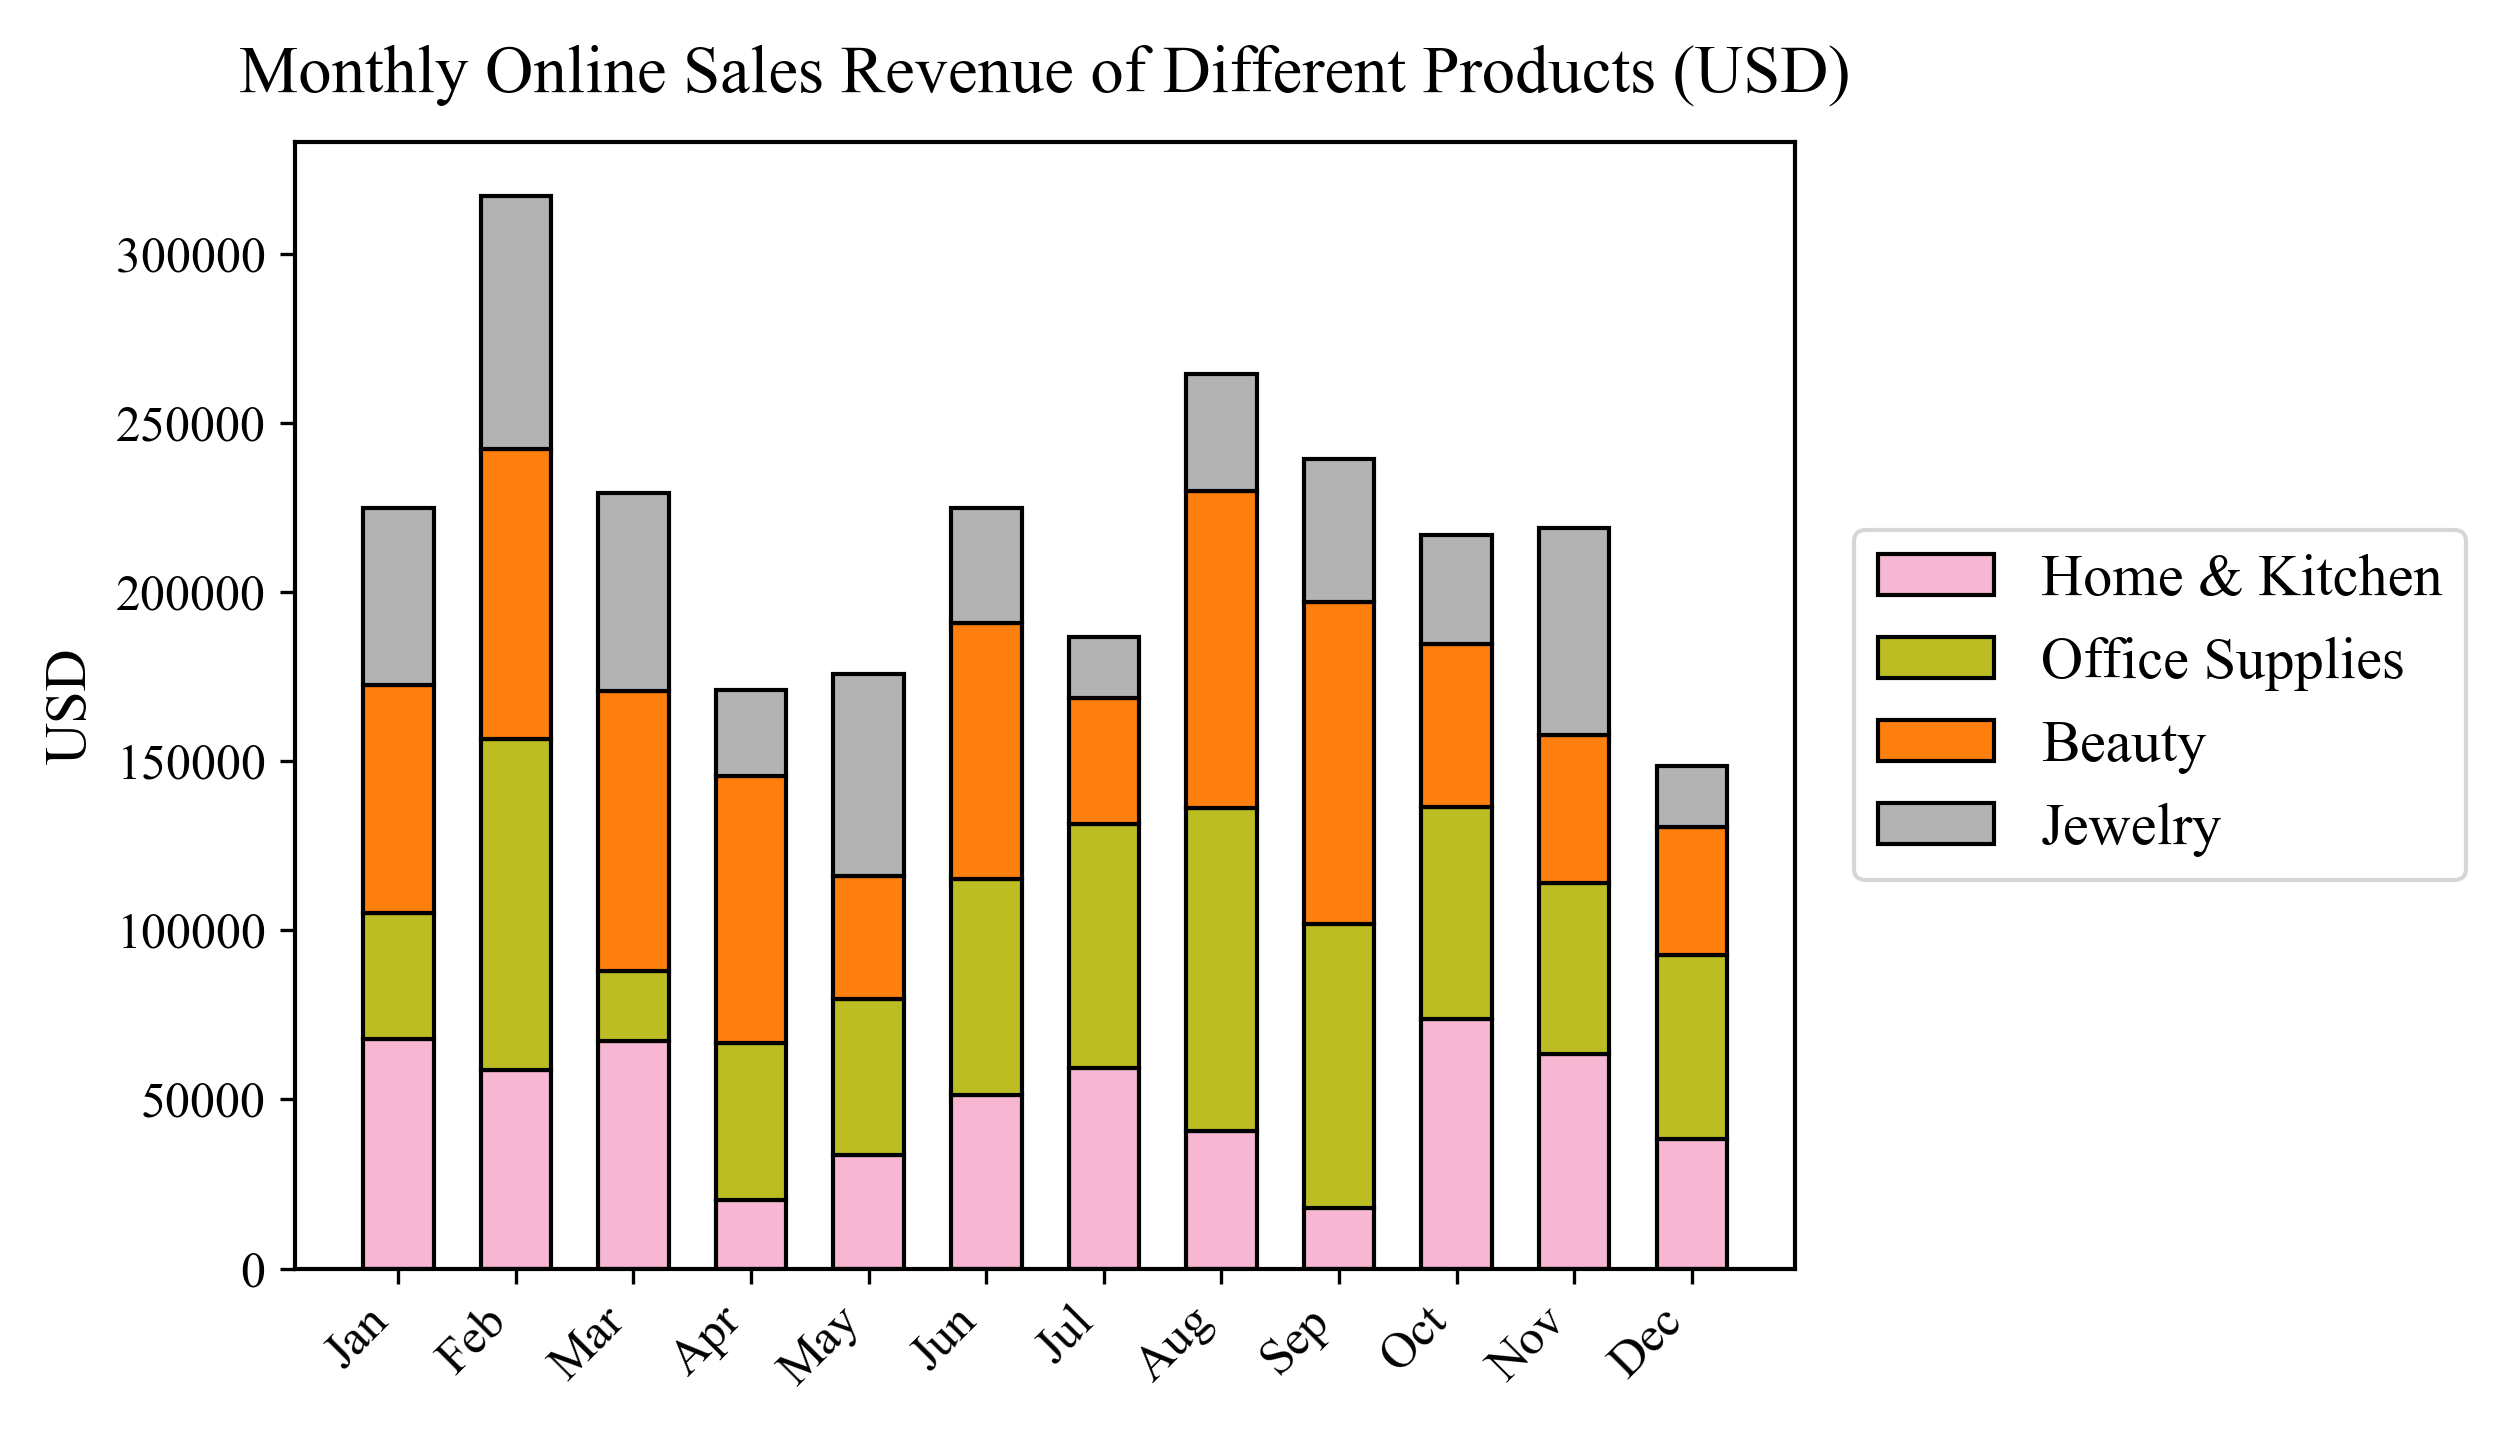 Monthly Online Sales Revenue of Different Products (USD)
USD
300000
250000
200000
150000
100000
50000
0
Jan
Feb
Mar
Apr
May
Jun
Jul
Aug
Sep
Oct
Nov
Dec
Home & Kitchen
Office Supplies
Beauty
Jewelry